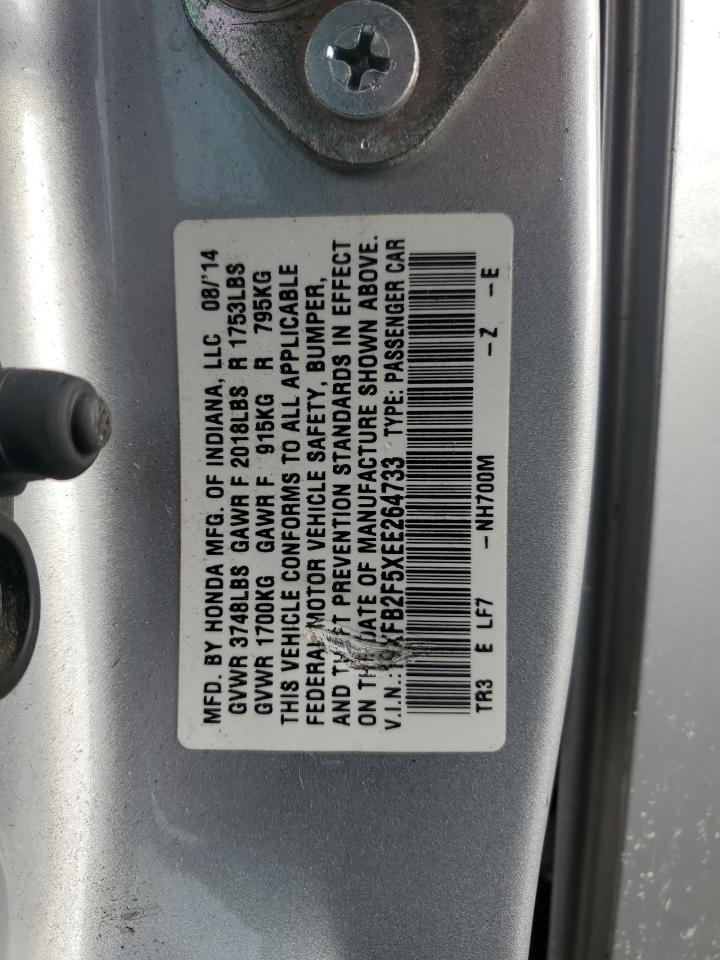 MFD. BY HONDA MFG. OF INDIANA, LLC 08/'14
GVWR 3748LBS GAWR F 2018LBS R 1753LBS
GVWR 1700KG GAWR F 915KG R 795KG
THIS VEHICLE CONFORMS TO ALL APPLICABLE
FEDERAL MOTOR VEHICLE SAFETY, BUMPER,
AND THEFT PREVENTION STANDARDS IN EFFECT
ON THE DATE OF MANUFACTURE SHOWN ABOVE.
V.I.N.: FB2F5XEE264733 TYPE: PASSENGER CAR
TR3 E LF7 -NH700M -Z -E